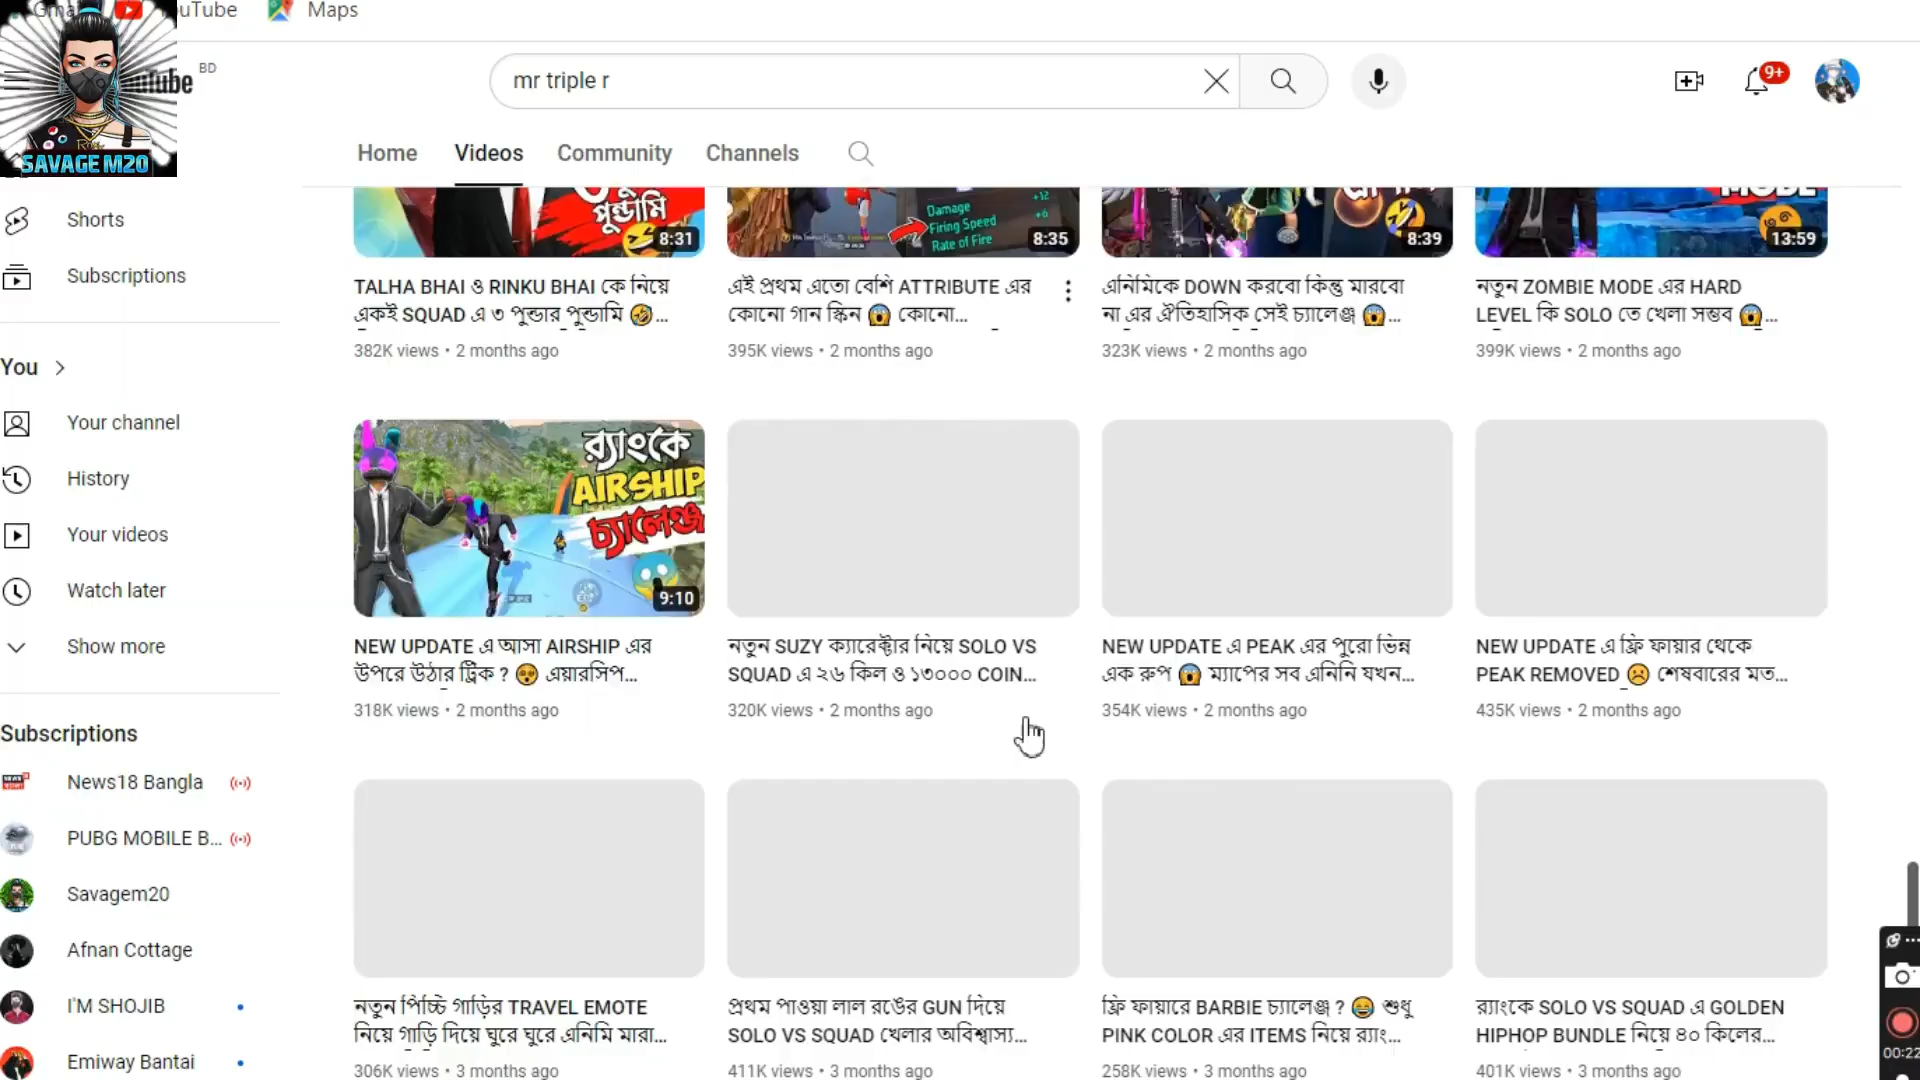 YouTube
Maps
BD
mr triple r
9+
SAVAGE M20
Home
Videos
Community
Channels
Shorts
Subscriptions
You
Your channel
History
Your videos
Watch later
Show more
Subscriptions
News18 Bangla
PUBG MOBILE B...
Savagem20
Afnan Cottage
I'M SHOJIB
Emiway Bantai
পুন্ডামি
8:31
Damage +12
Firing Speed +6
Rate of Fire
8:35
8:39
MODE
13:59
TALHA BHAI ও RINKU BHAI কে নিয়ে
একই SQUAD এ ৩ পুন্ডার পুন্ডামি 🤣...
382K views • 2 months ago
এই প্রথম এতো বেশি ATTRIBUTE এর
কোনো গান স্কিন 😱 কোনো...
395K views • 2 months ago
এনিমিকে DOWN করবো কিন্তু মারবো
না এর ঐতিহাসিক সেই চ্যালেঞ্জ 😱...
323K views • 2 months ago
নতুন ZOMBIE MODE এর HARD
LEVEL কি SOLO তে খেলা সম্ভব 😱...
399K views • 2 months ago
র‍্যাংকে
AIRSHIP
চ্যালেঞ্জ
9:10
NEW UPDATE এ আসা AIRSHIP এর
উপরে উঠার ট্রিক ? 😲 এয়ারসিপ...
318K views • 2 months ago
নতুন SUZY ক্যারেক্টার নিয়ে SOLO VS
SQUAD এ ২৬ কিল ও ১৩০০০ COIN...
320K views • 2 months ago
NEW UPDATE এ PEAK এর পুরো ভিন্ন
এক রুপ 😱 ম্যাপের সব এনিনি যখন...
354K views • 2 months ago
NEW UPDATE এ ফ্রি ফায়ার থেকে
PEAK REMOVED ☹️ শেষবারের মত...
435K views • 2 months ago
নতুন পিচ্চি গাড়ির TRAVEL EMOTE
নিয়ে গাড়ি দিয়ে ঘুরে ঘুরে এনিমি মারা...
306K views • 3 months ago
প্রথম পাওয়া লাল রঙের GUN দিয়ে
SOLO VS SQUAD খেলার অবিশ্বাস্য...
411K views • 3 months ago
ফ্রি ফায়ারে BARBIE চ্যালেঞ্জ ? 😂 শুধু
PINK COLOR এর ITEMS নিয়ে র‍্যাং...
258K views • 3 months ago
র‍্যাংকে SOLO VS SQUAD এ GOLDEN
HIPHOP BUNDLE নিয়ে ৪০ কিলের...
401K views • 3 months ago
00:22